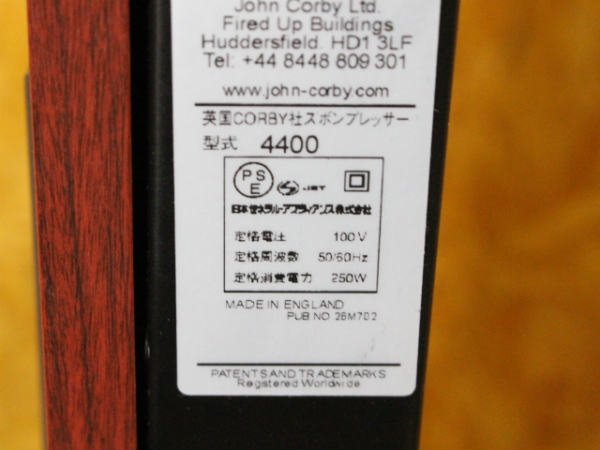 John Corby Ltd.
Fired Up Buildings
Huddersfield. HD1 3LF
Tel: +44 8448 809 301
www.john-corby.com
英国CORBY社ズボンプレッサー
型式 4400
PS
E
JET
日本ゼネラル・アプライアンス株式会社
定格電圧 100V
定格周波数 50/60Hz
定格消費電力 250W
MADE IN ENGLAND
PUB NO 26M702
PATENTS AND TRADEMARKS
Registered Worldwide